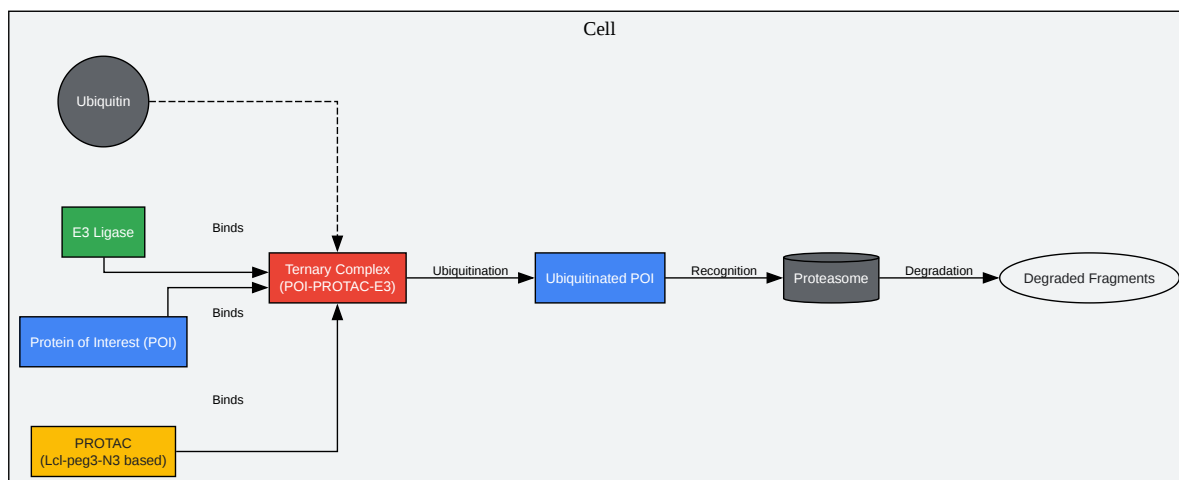 Cell
Ubiquitin
E3 Ligase
Binds
Ternary Complex
(POI-PROTAC-E3)
Ubiquitination
Ubiquitinated POI
Recognition
Proteasome
Degradation
Degraded Fragments
Binds
Protein of Interest (POI)
Binds
PROTAC
(Lcl-peg3-N3 based)